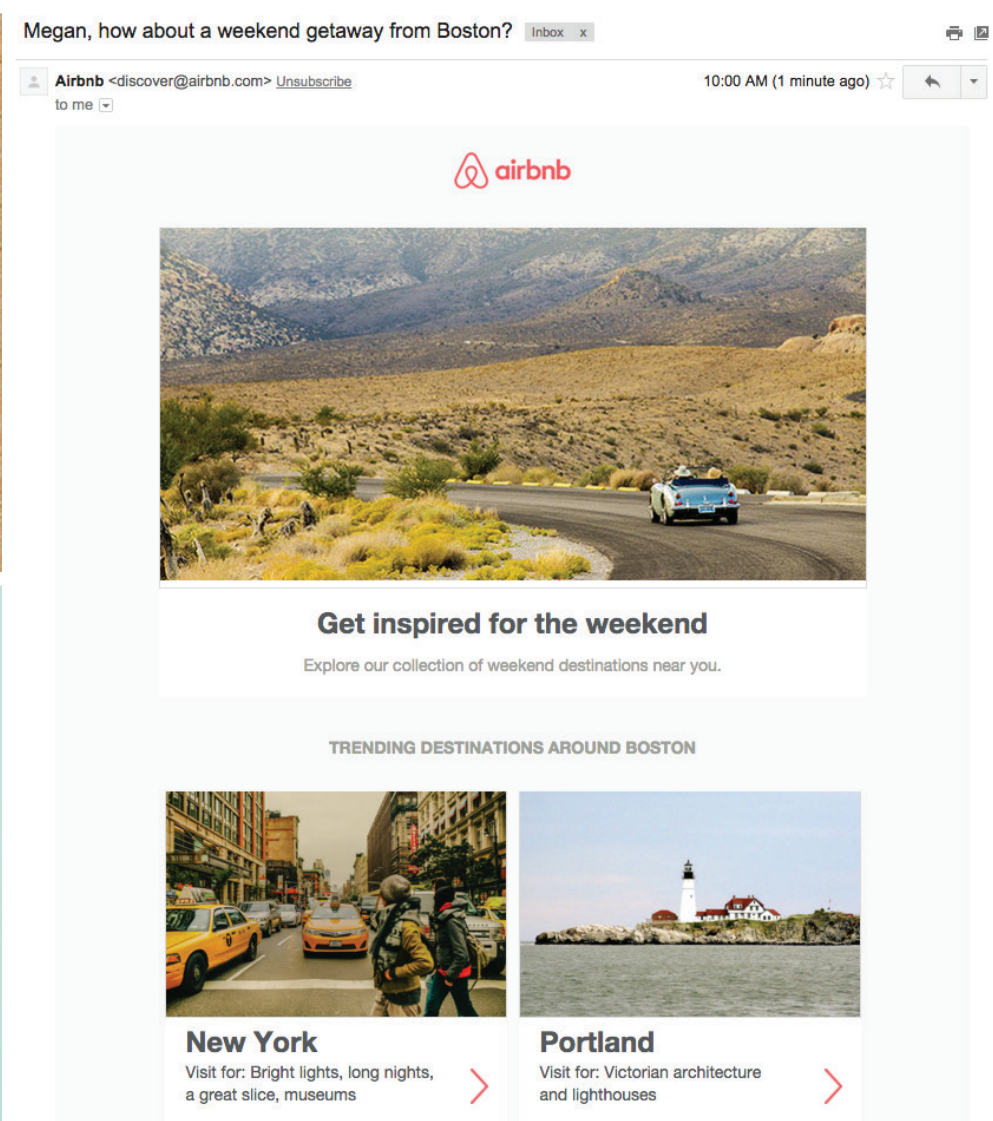 Megan, how about a weekend getaway from Boston? Inbox x
Airbnb <discover@airbnb.com> Unsubscribe 10:00 AM (1 minute ago)
to me
airbnb
Get inspired for the weekend
Explore our collection of weekend destinations near you.
TRENDING DESTINATIONS AROUND BOSTON
New York
Visit for: Bright lights, long nights,
a great slice, museums
Portland
Visit for: Victorian architecture
and lighthouses